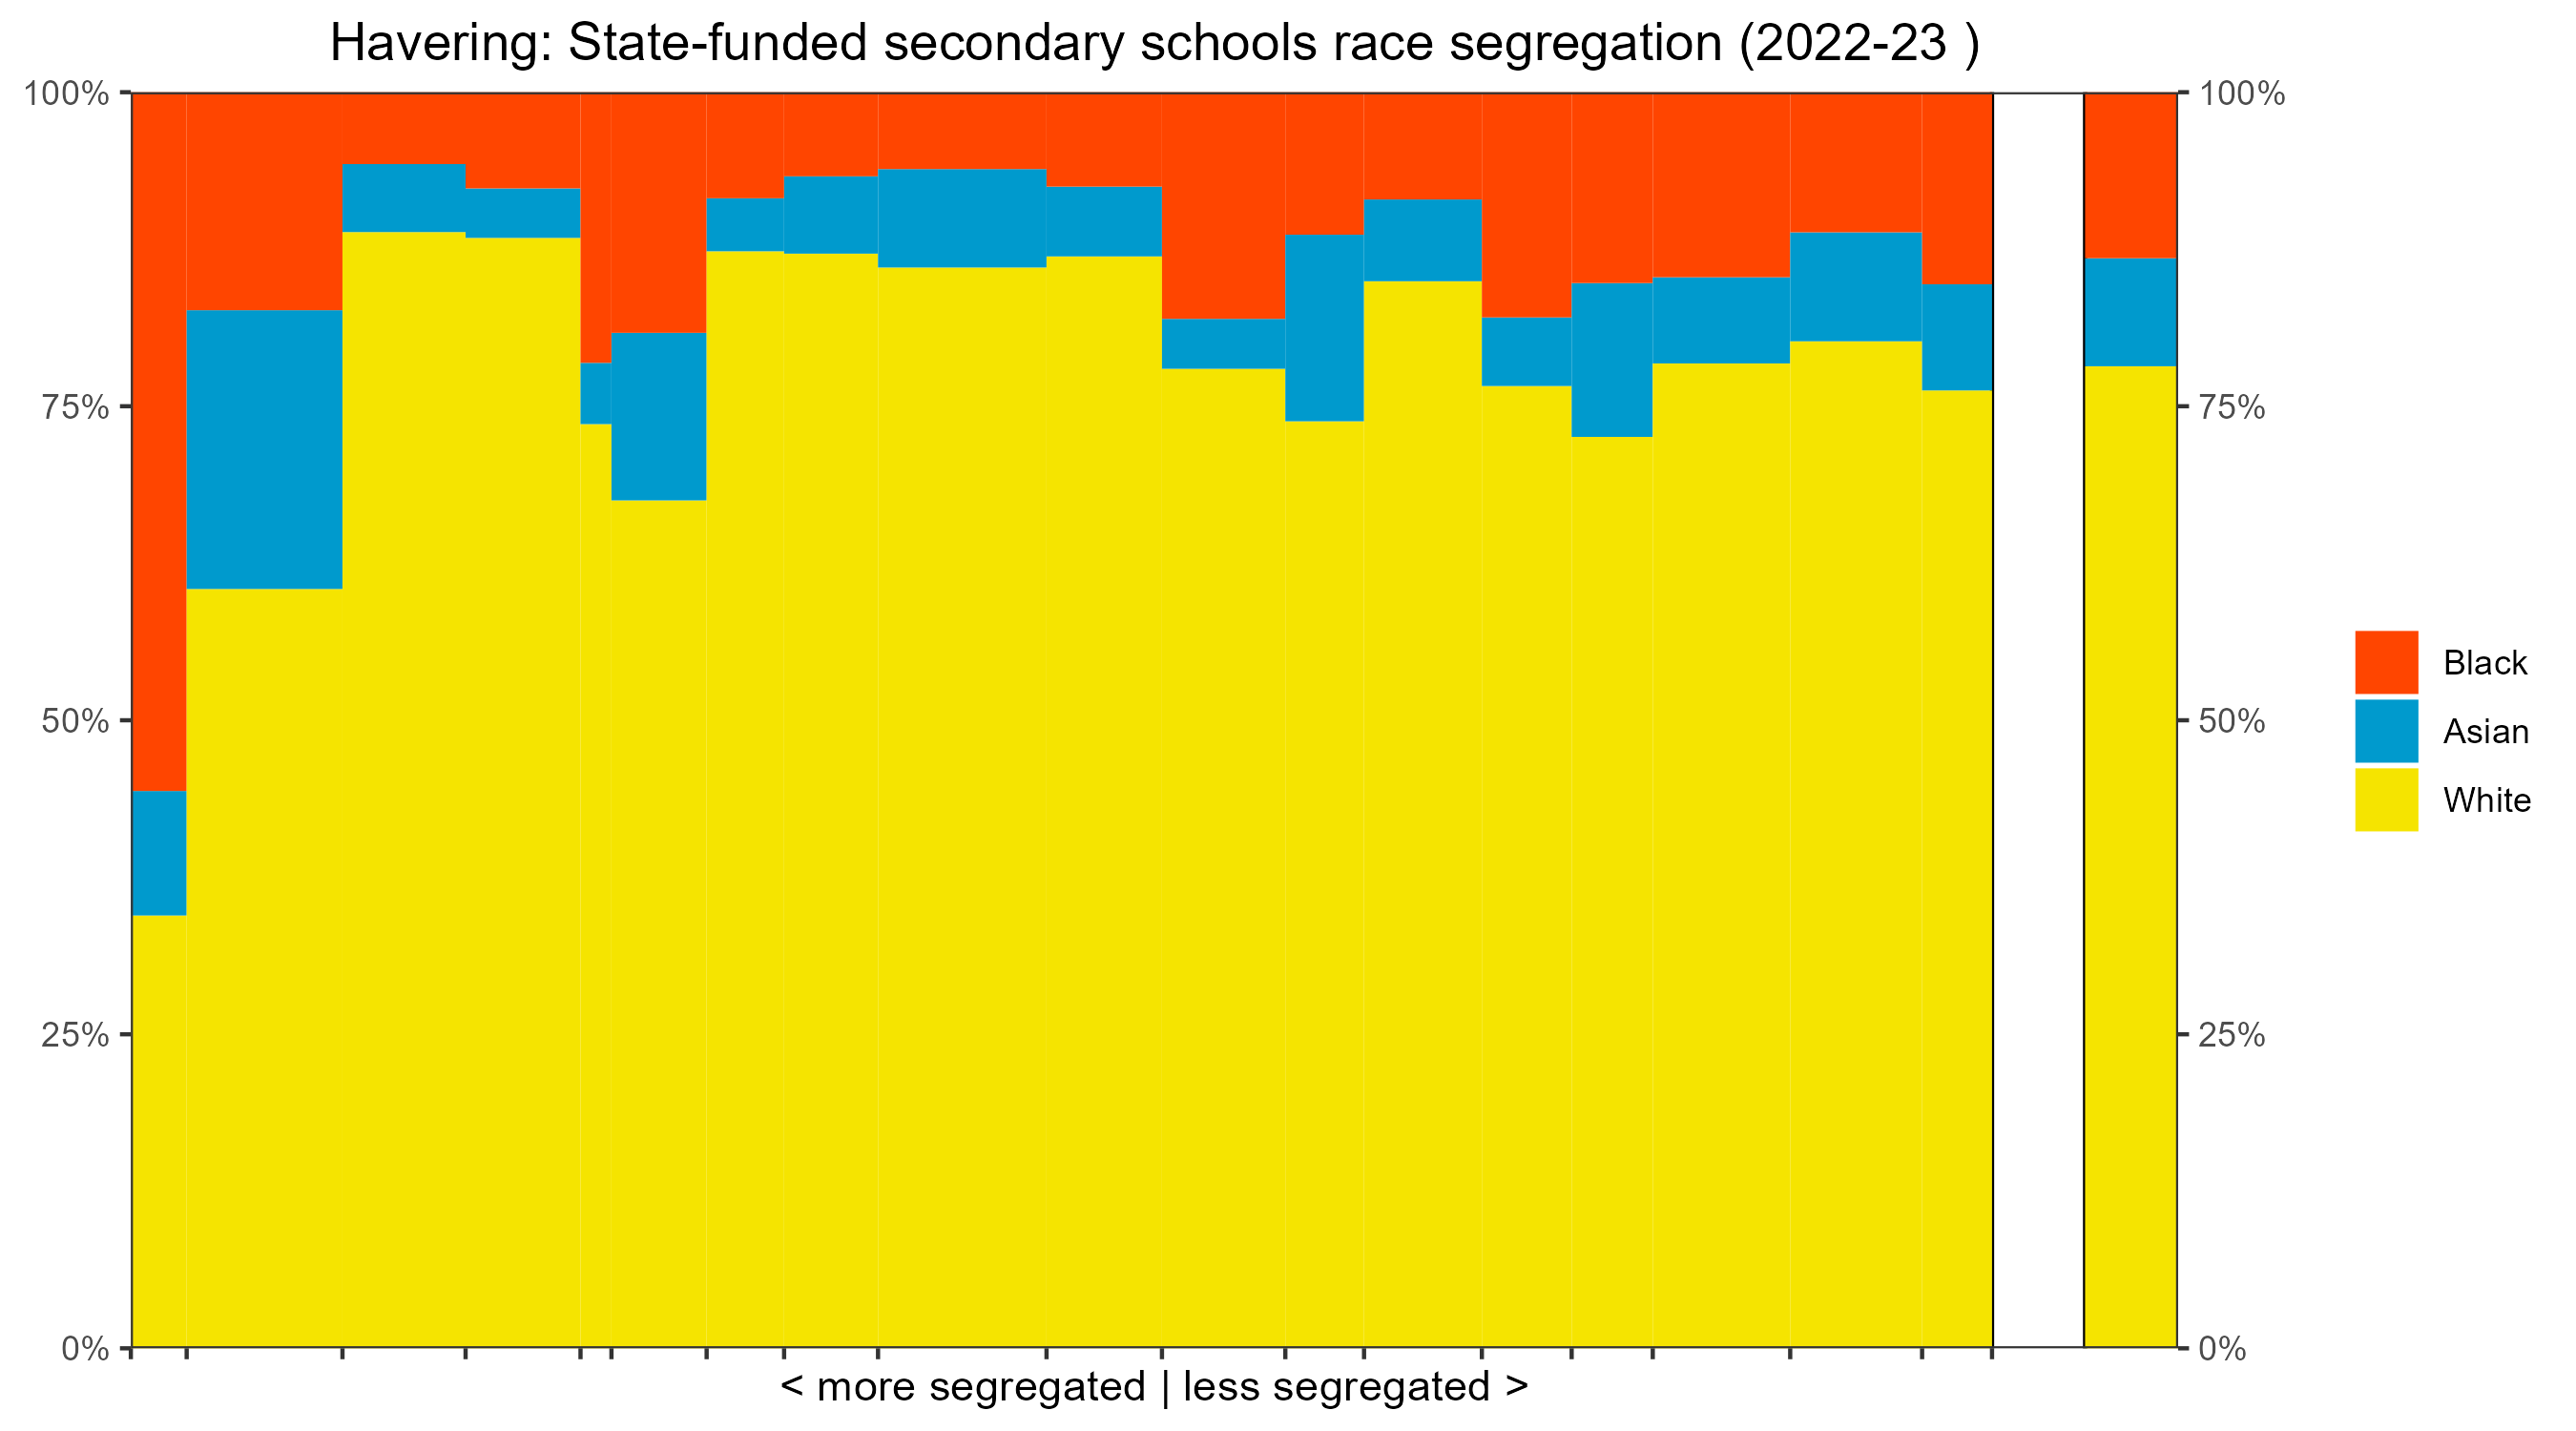 Havering: State-funded secondary schools race segregation (2022-23 )
100%
75%
50%
25%
0%
100%
75%
50%
25%
0%
Black
Asian
White
< more segregated | less segregated >